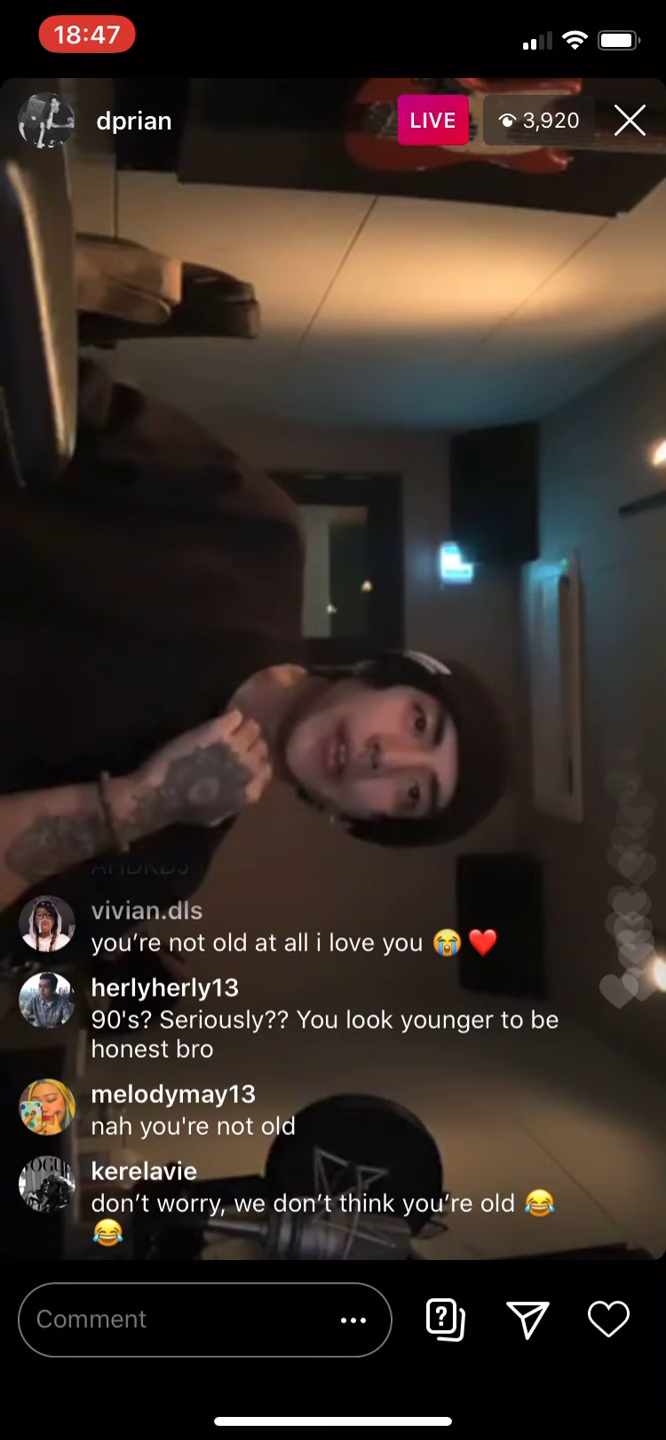 18:47
dprian
LIVE
3,920
AHDKDJ
vivian.dls
you’re not old at all i love you 😭❤️
herlyherly13
90's? Seriously?? You look younger to be
honest bro
melodymay13
nah you're not old
kerelavie
don’t worry, we don’t think you’re old 😂
😂
Comment